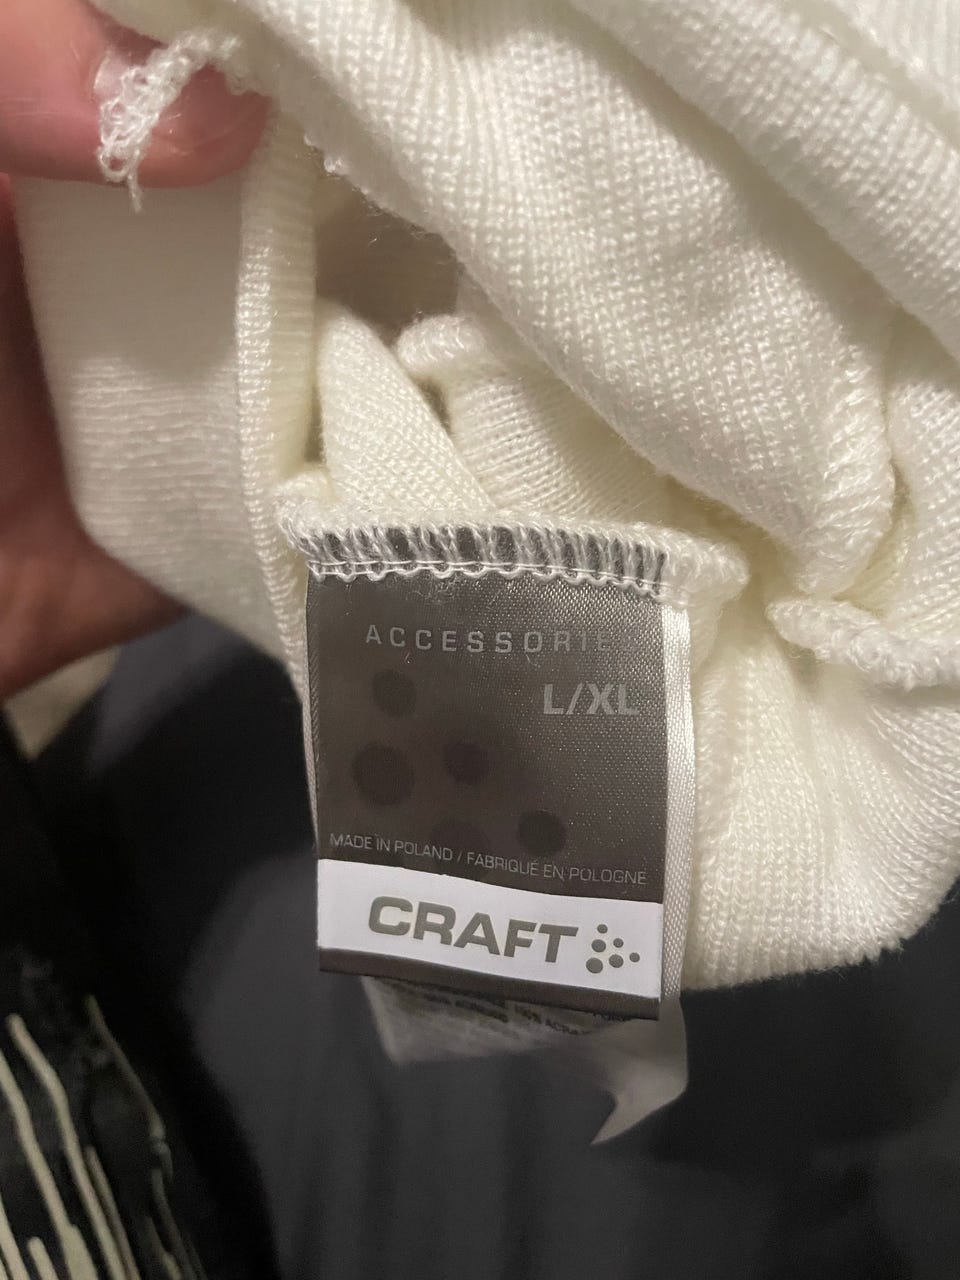 ACCESSORIES
L/XL
MADE IN POLAND / FABRIQUÉ EN POLOGNE
CRAFT